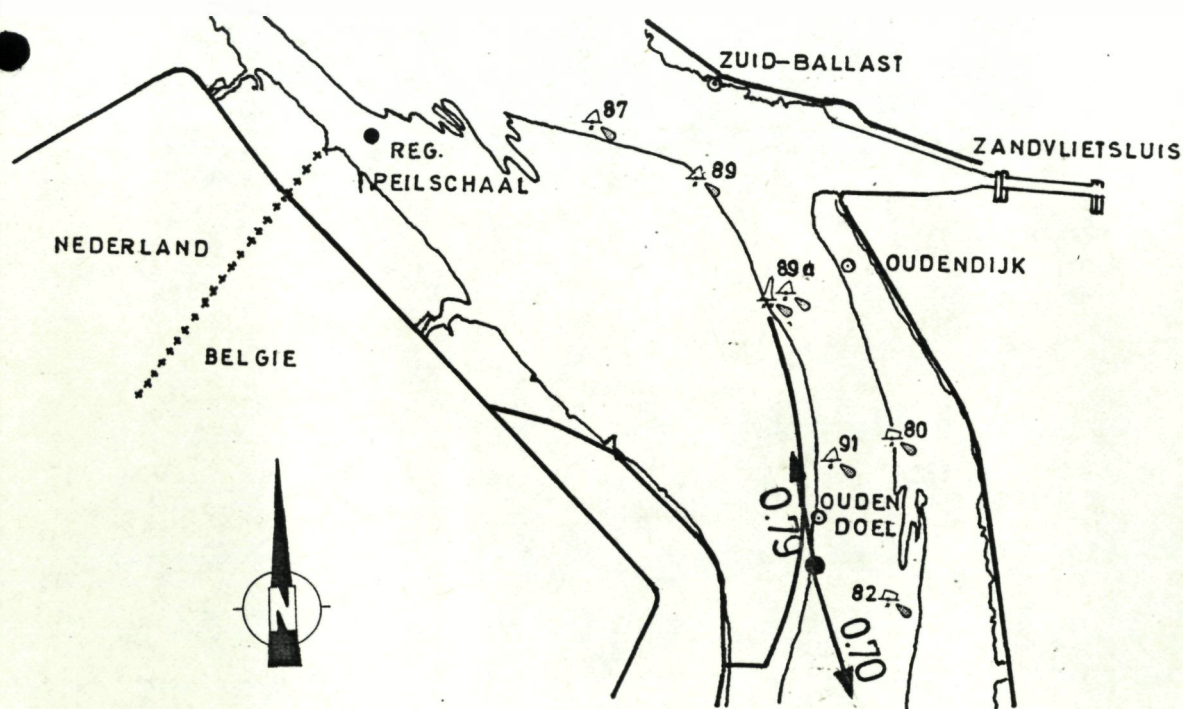 ZUID-BALLAST
87
REG.
PEILSCHAAL
89
ZANDVLIETSLUIS
NEDERLAND
89a
OUDENDIJK
BELGIE
80
91
0.79
OUDEN
DOEL
82
N
0.70